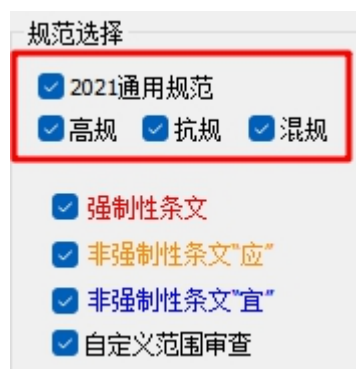 规范选择
2021通用规范
高规 抗规 混规
强制性条文
非强制性条文"应"
非强制性条文"宜"
自定义范围审查